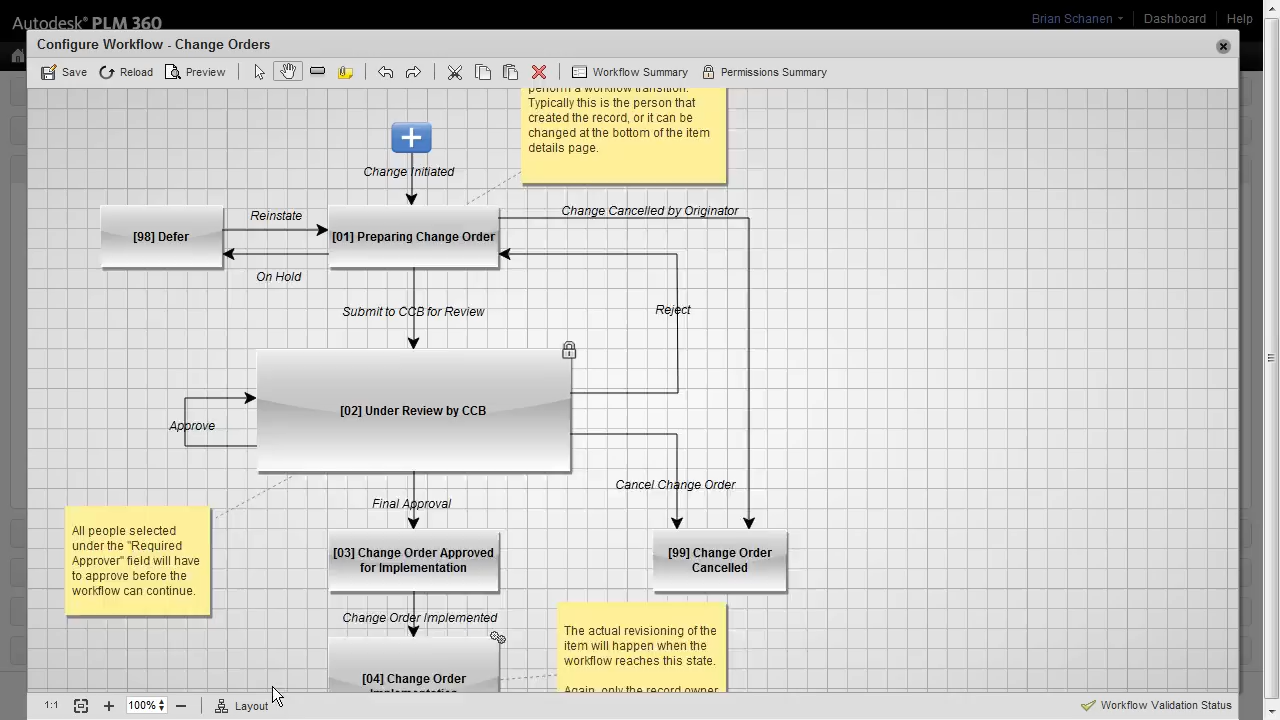 Autodesk® PLM 360
Brian Schanen
Dashboard
Help
Configure Workflow - Change Orders
Save
Reload
Preview
Workflow Summary
Permissions Summary
perform a workflow transition.
Typically this is the person that
created the record, or it can be
changed at the bottom of the item
details page.
Change Initiated
Reinstate
Change Cancelled by Originator
[98] Defer
[01] Preparing Change Order
On Hold
Submit to CCB for Review
Reject
[02] Under Review by CCB
Approve
Cancel Change Order
Final Approval
All people selected
under the "Required
Approver" field will have
to approve before the
workflow can continue.
[03] Change Order Approved
for Implementation
[99] Change Order
Cancelled
Change Order Implemented
The actual revisioning of the
item will happen when the
workflow reaches this state.
Again, only the record owner
[04] Change Order
Implementation
1:1
100%
Layout
Workflow Validation Status